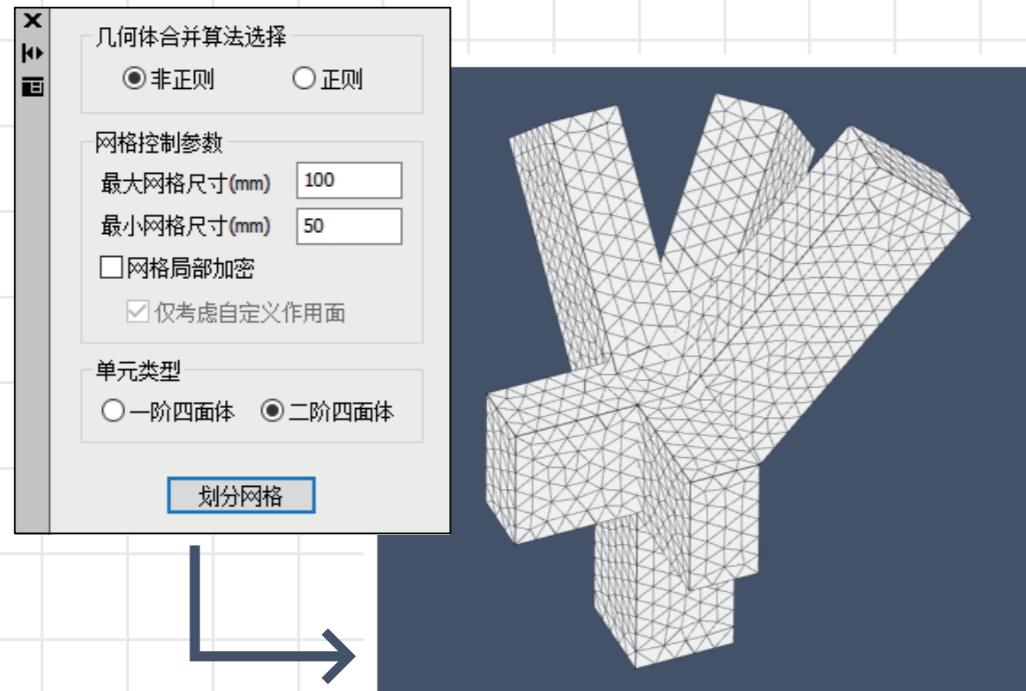 几何体合并算法选择
非正则 正则
网格控制参数
最大网格尺寸(mm) 100
最小网格尺寸(mm) 50
网格局部加密
仅考虑自定义作用面
单元类型
一阶四面体 二阶四面体
划分网格